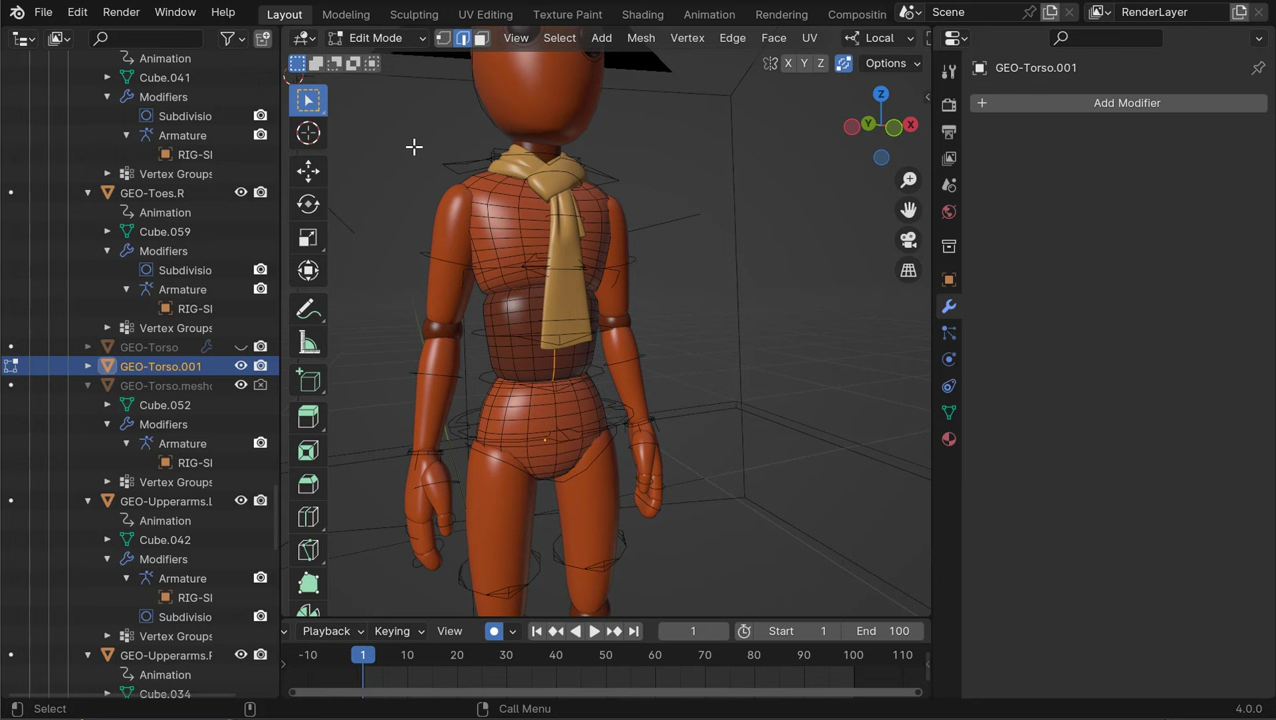 File Edit Render Window Help Layout Modeling Sculpting UV Editing Texture Paint Shading Animation Rendering Compositin Scene RenderLayer
Edit Mode View Select Add Mesh Vertex Edge Face UV Local
X Y Z Options
Animation
Cube.041
Modifiers
Subdivisio
Armature
RIG-Sl
Vertex Groups
GEO-Toes.R
Animation
Cube.059
Modifiers
Subdivisio
Armature
RIG-Sl
Vertex Groups
GEO-Torso
GEO-Torso.001
GEO-Torso.meshd
Cube.052
Modifiers
Armature
RIG-Sl
Vertex Groups
GEO-Upperarms.L
Animation
Cube.042
Modifiers
Armature
RIG-Sl
Subdivisio
Vertex Groups
GEO-Upperarms.R
Animation
Cube.034
Z
Y X
GEO-Torso.001
Add Modifier
Playback Keying View 1 Start 1 End 100
-10 1 10 20 30 40 50 60 70 80 90 100 110
Select Call Menu 4.0.0